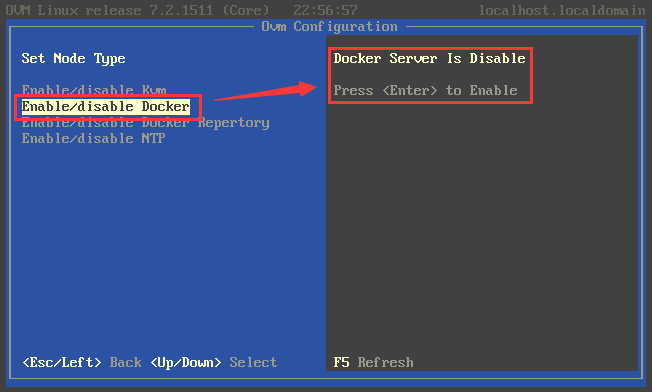 OVM Linux release 7.2.1511 (Core) 22:56:57 localhost.localdomain
Ovm Configuration
Set Node Type
Enable/disable Kvm
Enable/disable Docker
Enable/disable Docker Repertory
Enable/disable NTP
Docker Server Is Disable
Press <Enter> to Enable
<Esc/Left> Back <Up/Down> Select
F5 Refresh